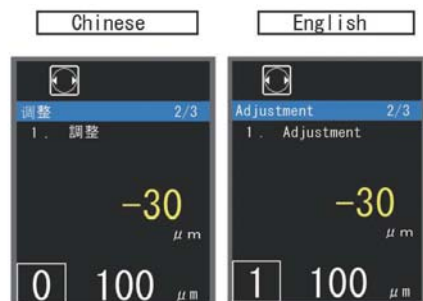 Chinese
English
调整 2/3
1. 調整
-30
μm
0 100 μm
Adjustment 2/3
1. Adjustment
-30
μm
1 100 μm